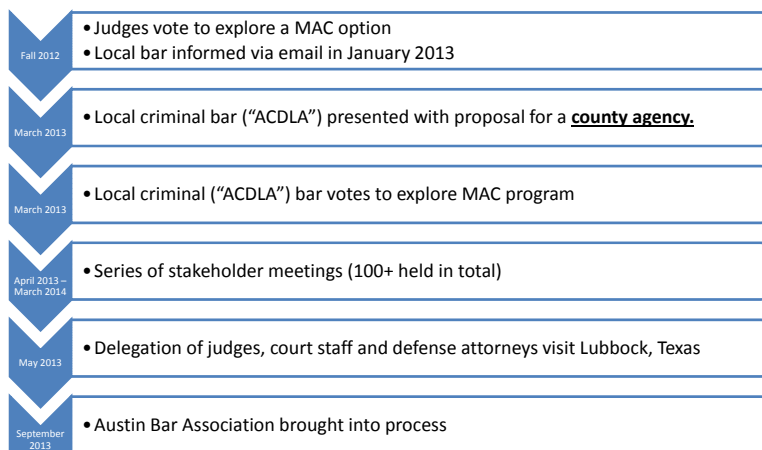 Fall 2012
• Judges vote to explore a MAC option
• Local bar informed via email in January 2013
March 2013
• Local criminal bar (“ACDLA”) presented with proposal for a county agency.
March 2013
• Local criminal (“ACDLA”) bar votes to explore MAC program
April 2013 –
March 2014
• Series of stakeholder meetings (100+ held in total)
May 2013
• Delegation of judges, court staff and defense attorneys visit Lubbock, Texas
September
2013
• Austin Bar Association brought into process